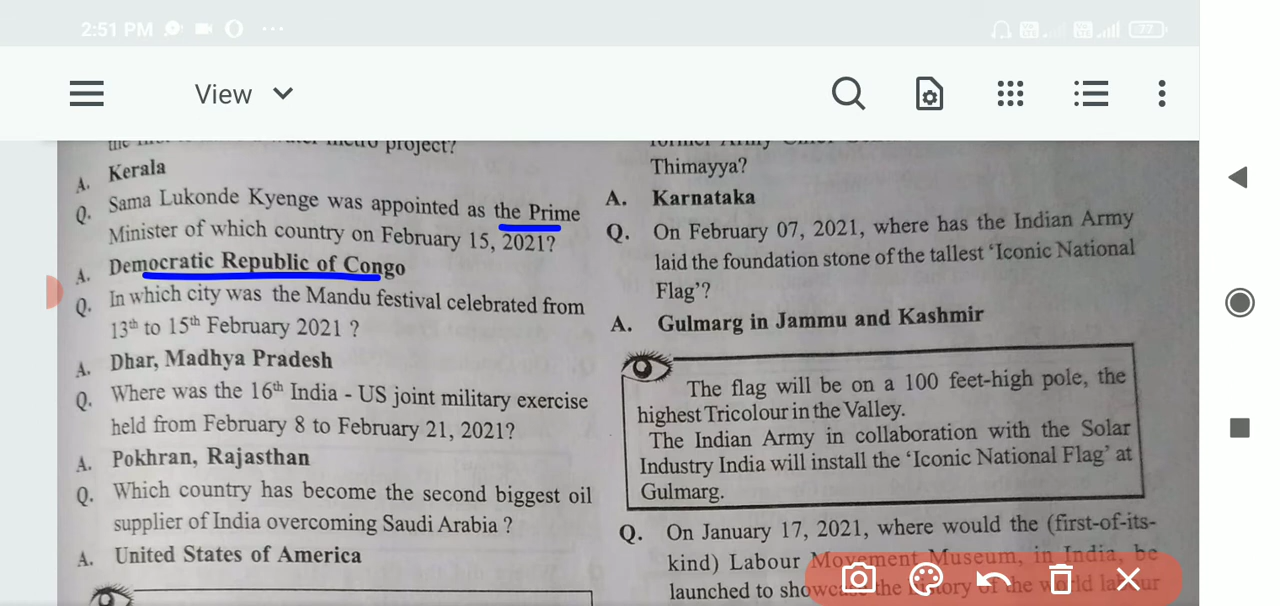 2:51 PM
77
View
project?
A. Kerala
Q. Sama Lukonde Kyenge was appointed as the Prime
Minister of which country on February 15, 2021?
A. Democratic Republic of Congo
Q. In which city was the Mandu festival celebrated from
13th to 15th February 2021 ?
A. Dhar, Madhya Pradesh
Q. Where was the 16th India - US joint military exercise
held from February 8 to February 21, 2021?
A. Pokhran, Rajasthan
Q. Which country has become the second biggest oil
supplier of India overcoming Saudi Arabia ?
A. United States of America
Thimayya?
A. Karnataka
Q. On February 07, 2021, where has the Indian Army
laid the foundation stone of the tallest ‘Iconic National
Flag’?
A. Gulmarg in Jammu and Kashmir
The flag will be on a 100 feet-high pole, the
highest Tricolour in the Valley.
The Indian Army in collaboration with the Solar
Industry India will install the ‘Iconic National Flag’ at
Gulmarg.
Q. On January 17, 2021, where would the (first-of-its-
kind) Labour Movement Museum, in India, be
launched to showcase the history of the world labour